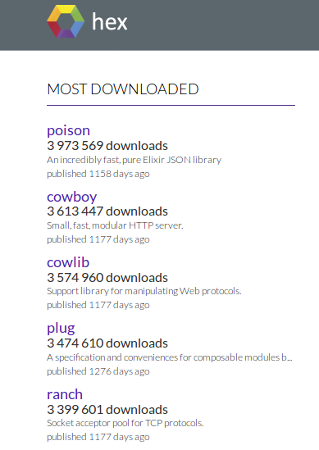 hex
MOST DOWNLOADED
poison
3 973 569 downloads
An incredibly fast, pure Elixir JSON library
published 1158 days ago
cowboy
3 613 447 downloads
Small, fast, modular HTTP server.
published 1177 days ago
cowlib
3 574 960 downloads
Support library for manipulating Web protocols.
published 1177 days ago
plug
3 474 610 downloads
A specification and conveniences for composable modules b...
published 1276 days ago
ranch
3 399 601 downloads
Socket acceptor pool for TCP protocols.
published 1177 days ago